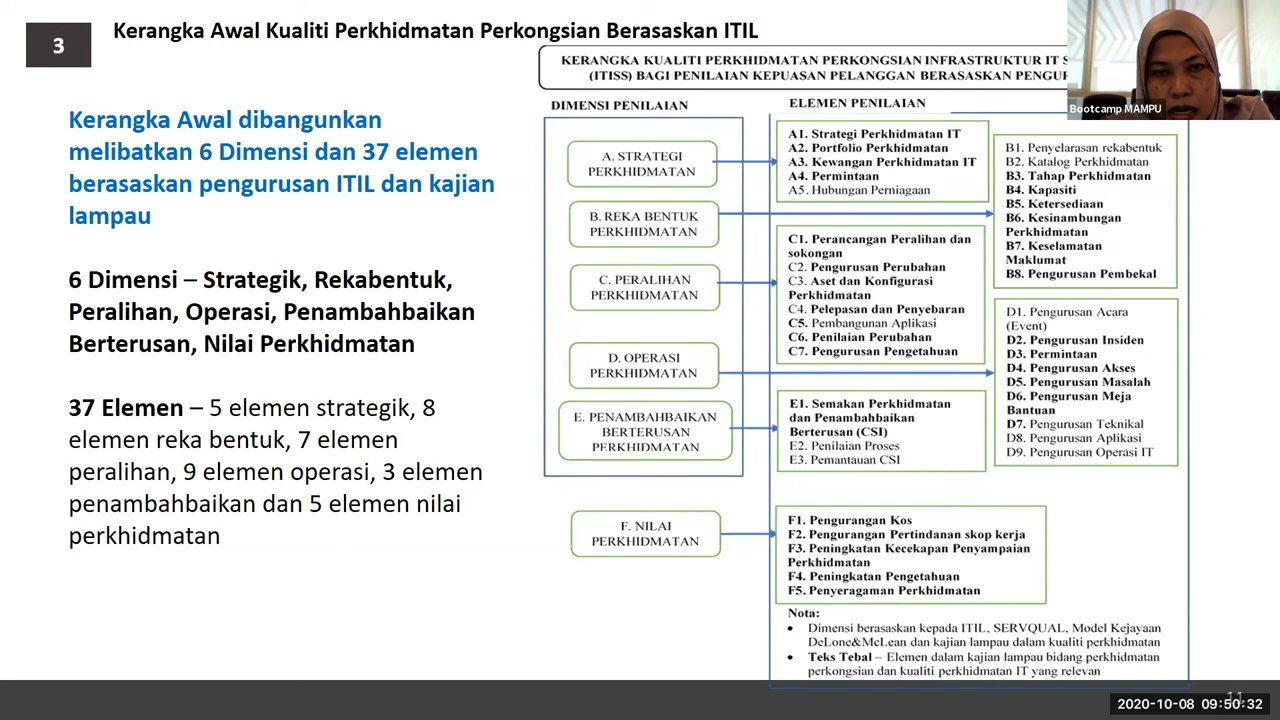 3
Kerangka Awal Kualiti Perkhidmatan Perkongsian Berasaskan ITIL
Kerangka Awal dibangunkan
melibatkan 6 Dimensi dan 37 elemen
berasaskan pengurusan ITIL dan kajian
lampau
6 Dimensi – Strategik, Rekabentuk,
Peralihan, Operasi, Penambahbaikan
Berterusan, Nilai Perkhidmatan
37 Elemen – 5 elemen strategik, 8
elemen reka bentuk, 7 elemen
peralihan, 9 elemen operasi, 3 elemen
penambahbaikan dan 5 elemen nilai
perkhidmatan
KERANGKA KUALITI PERKHIDMATAN PERKONGSIAN INFRASTRUKTUR IT
(ITISS) BAGI PENILAIAN KEPUASAN PELANGGAN BERASASKAN
DIMENSI PENILAIAN
A. STRATEGI
PERKHIDMATAN
B. REKA BENTUK
PERKHIDMATAN
C. PERALIHAN
PERKHIDMATAN
D. OPERASI
PERKHIDMATAN
E. PENAMBAHBAIKAN
BERTERUSAN
PERKHIDMATAN
F. NILAI
PERKHIDMATAN
ELEMEN PENILAIAN
A1. Strategi Perkhidmatan IT
A2. Portfolio Perkhidmatan
A3. Kewangan Perkhidmatan IT
A4. Permintaan
A5. Hubungan Perniagaan
B1. Penyelarasan rekabentuk
B2. Katalog Perkhidmatan
B3. Tahap Perkhidmatan
B4. Kapasiti
B5. Ketersediaan
B6. Kesinambungan
Perkhidmatan
B7. Keselamatan
Maklumat
B8. Pengurusan Pembekal
C1. Perancangan Peralihan dan
sokongan
C2. Pengurusan Perubahan
C3. Aset dan Konfigurasi
Perkhidmatan
C4. Pelepasan dan Penyebaran
C5. Pembangunan Aplikasi
C6. Penilaian Perubahan
C7. Pengurusan Pengetahuan
D1. Pengurusan Acara
(Event)
D2. Pengurusan Insiden
D3. Permintaan
D4. Pengurusan Akses
D5. Pengurusan Masalah
D6. Pengurusan Meja
Bantuan
D7. Pengurusan Teknikal
D8. Pengurusan Aplikasi
D9. Pengurusan Operasi IT
E1. Semakan Perkhidmatan
dan Penambahbaikan
Berterusan (CSI)
E2. Penilaian Proses
E3. Pemantauan CSI
F1. Pengurangan Kos
F2. Pengurangan Pertindanan skop kerja
F3. Peningkatan Kecekapan Penyampaian
Perkhidmatan
F4. Peningkatan Pengetahuan
F5. Penyeragaman Perkhidmatan
Nota:
• Dimensi berasaskan kepada ITIL, SERVQUAL, Model Kejayaan
DeLone&McLean dan kajian lampau dalam kualiti perkhidmatan
• Teks Tebal – Elemen dalam kajian lampau bidang perkhidmatan
perkongsian dan kualiti perkhidmatan IT yang relevan
Bootcamp MAMPU
11
2020-10-08 09:50:32